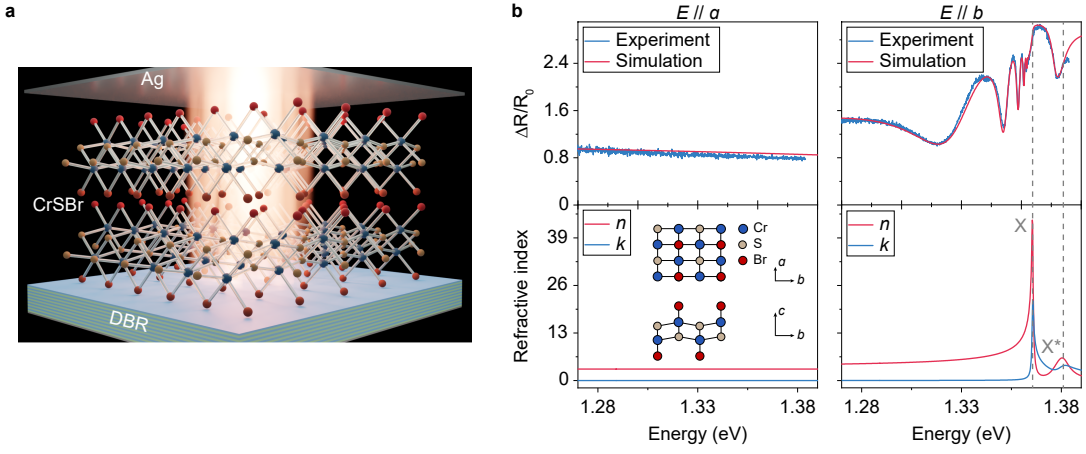 a
Ag
CrSBr
DBR
b
E // a
E // b
Experiment
Simulation
Experiment
Simulation
ΔR/R0
2.4
1.6
0.8
0
n
k
Cr
S
Br
a
b
c
b
n
k
X
X*
Refractive index
39
26
13
0
1.28
1.33
1.38
1.28
1.33
1.38
Energy (eV)
Energy (eV)